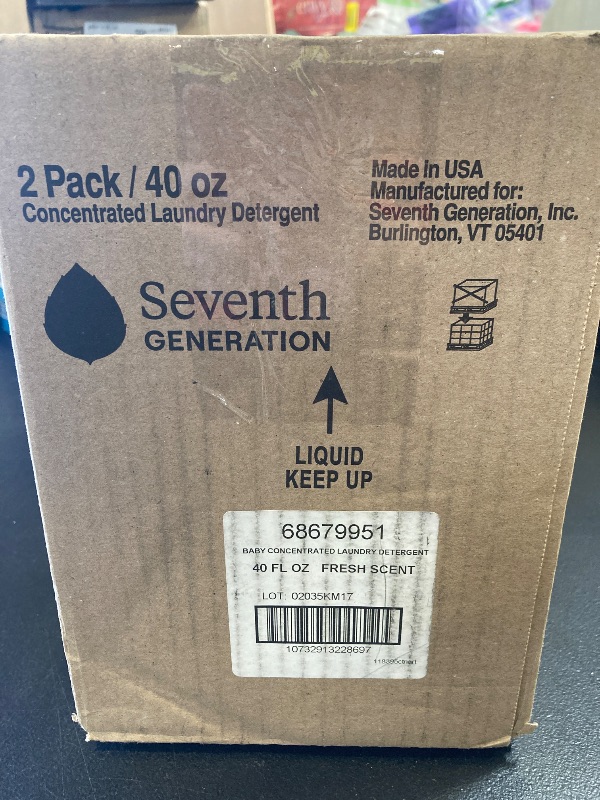 2 Pack / 40 oz
Concentrated Laundry Detergent
Made in USA
Manufactured for:
Seventh Generation, Inc.
Burlington, VT 05401
Seventh
GENERATION
LIQUID
KEEP UP
68679951
BABY CONCENTRATED LAUNDRY DETERGENT
40 FL OZ FRESH SCENT
LOT: 02035KM17
10732913228697